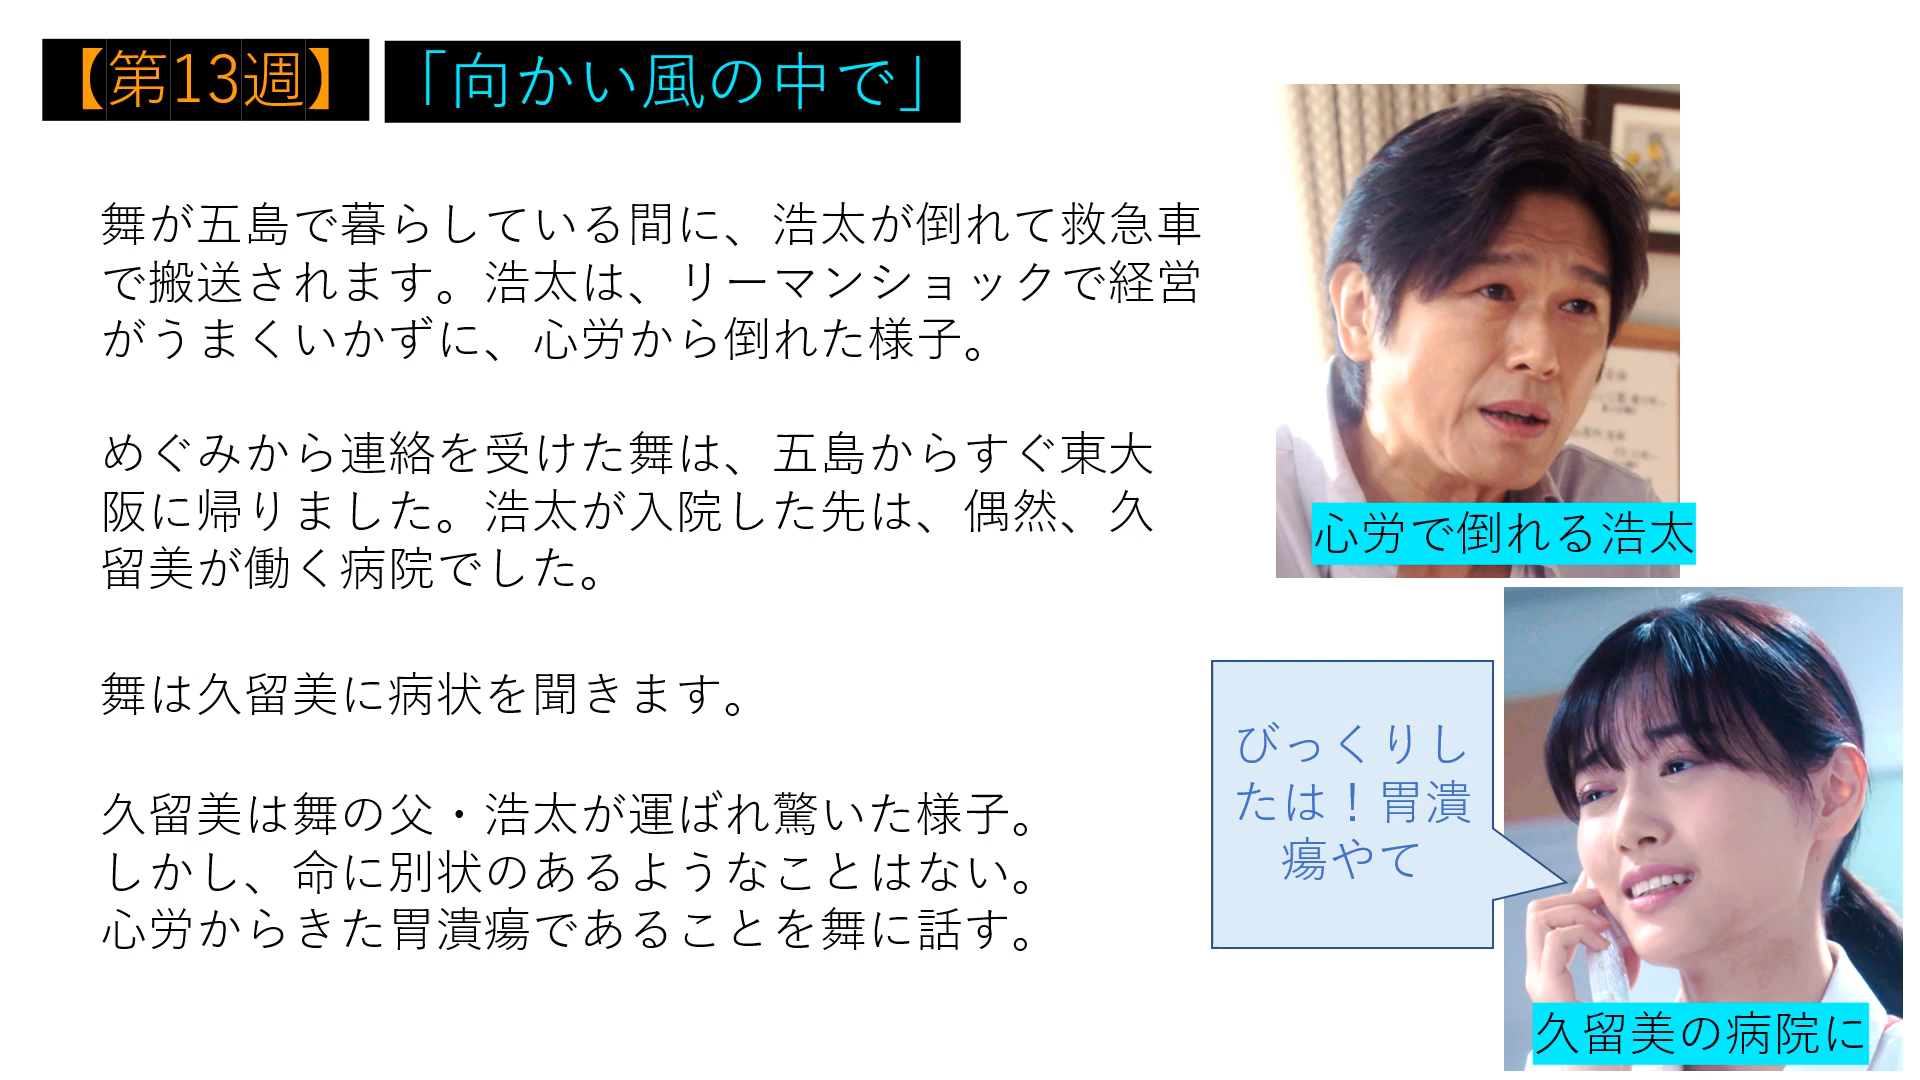 【第13週】「向かい風の中で」
舞が五島で暮らしている間に、浩太が倒れて救急車
で搬送されます。浩太は、リーマンショックで経営
がうまくいかずに、心労から倒れた様子。
めぐみから連絡を受けた舞は、五島からすぐ東大
阪に帰りました。浩太が入院した先は、偶然、久
留美が働く病院でした。
舞は久留美に病状を聞きます。
久留美は舞の父・浩太が運ばれ驚いた様子。
しかし、命に別状のあるようなことはない。
心労からきた胃潰瘍であることを舞に話す。
心労で倒れる浩太
びっくりし
たは！胃潰
瘍やて
久留美の病院に